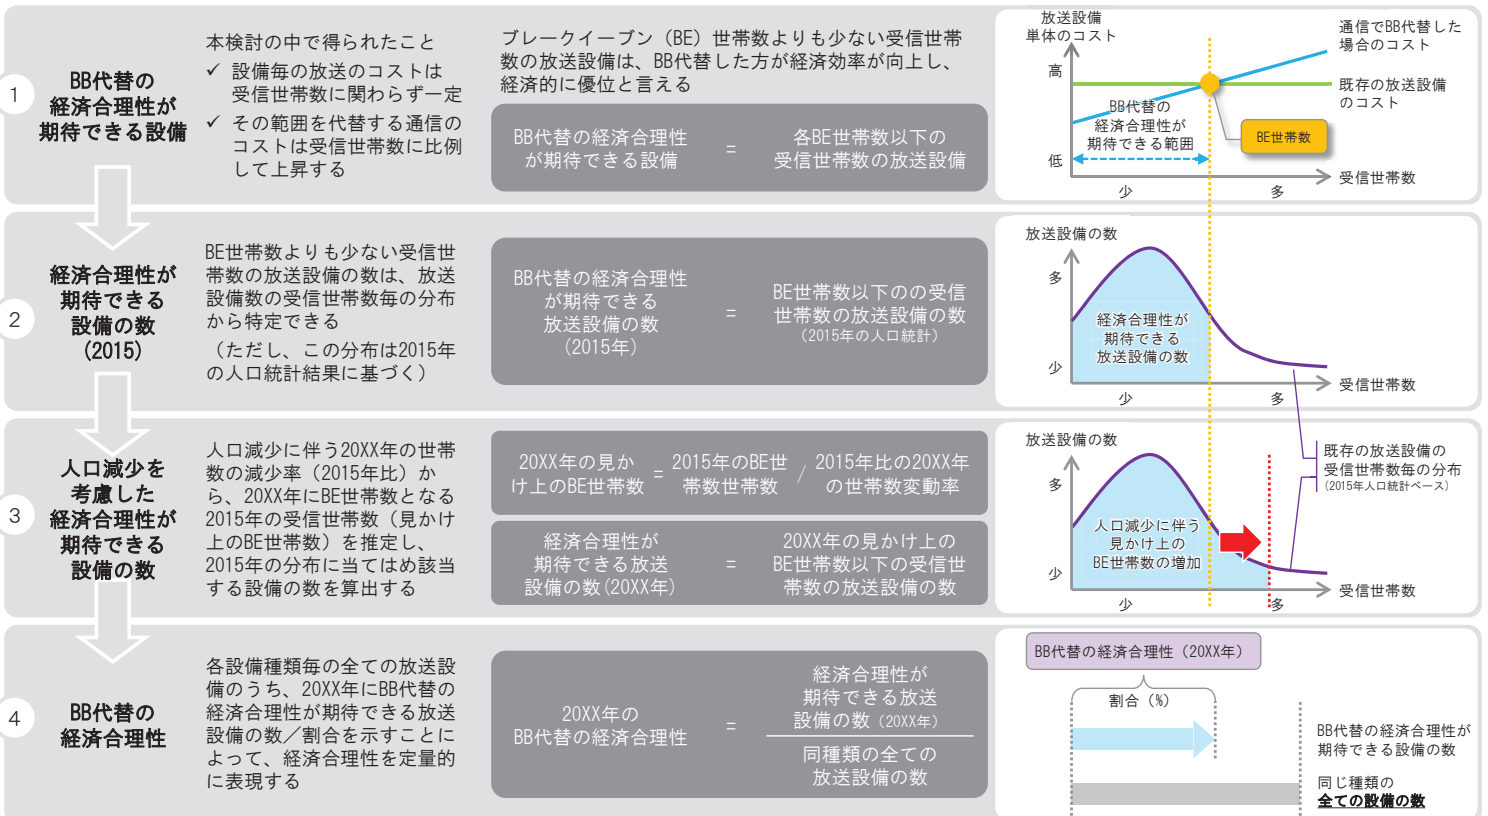 1
BB代替の
経済合理性が
期待できる設備
本検討の中で得られたこと
✓ 設備毎の放送のコストは
受信世帯数に関わらず一定
✓ その範囲を代替する通信の
コストは受信世帯数に比例
して上昇する
ブレークイーブン（BE）世帯数よりも少ない受信世帯
数の放送設備は、BB代替した方が経済効率が向上し、
経済的に優位と言える
BB代替の経済合理性
が期待できる設備
=
各BE世帯数以下の
受信世帯数の放送設備
放送設備
単体のコスト
高
低
BB代替の
経済合理性が
期待できる範囲
BE世帯数
通信でBB代替した
場合のコスト
既存の放送設備
のコスト
受信世帯数
少
多
2
経済合理性が
期待できる
設備の数
(2015)
BE世帯数よりも少ない受信世
帯数の放送設備の数は、放送
設備数の受信世帯数毎の分布
から特定できる
（ただし、この分布は2015年
の人口統計結果に基づく）
BB代替の経済合理性
が期待できる
放送設備の数
(2015年)
=
BE世帯数以下のの受信
世帯数の放送設備の数
(2015年の人口統計)
放送設備の数
多
少
経済合理性が
期待できる
放送設備の数
受信世帯数
少
多
3
人口減少を
考慮した
経済合理性が
期待できる
設備の数
人口減少に伴う20XX年の世帯
数の減少率（2015年比）か
ら、20XX年にBE世帯数となる
2015年の受信世帯数（見かけ
上のBE世帯数）を推定し、
2015年の分布に当てはめ該当
する設備の数を算出する
20XX年の見か
け上のBE世帯数
=
2015年のBE世
帯数世帯数
/
2015年比の20XX年
の世帯数変動率
経済合理性が
期待できる放送
設備の数(20XX年)
=
20XX年の見かけ上の
BE世帯数以下の受信世
帯数の放送設備の数
放送設備の数
多
少
人口減少に伴う
見かけ上の
BE世帯数の増加
既存の放送設備の
受信世帯数毎の分布
(2015年人口統計ベース)
受信世帯数
少
多
4
BB代替の
経済合理性
各設備種類毎の全ての放送設
備のうち、20XX年にBB代替の
経済合理性が期待できる放送
設備の数／割合を示すことに
よって、経済合理性を定量的
に表現する
20XX年の
BB代替の経済合理性
=
経済合理性が
期待できる放送
設備の数（20XX年）
同種類の全ての
放送設備の数
BB代替の経済合理性（20XX年）
割合（%）
BB代替の経済合理性が
期待できる設備の数
同じ種類の
全ての設備の数